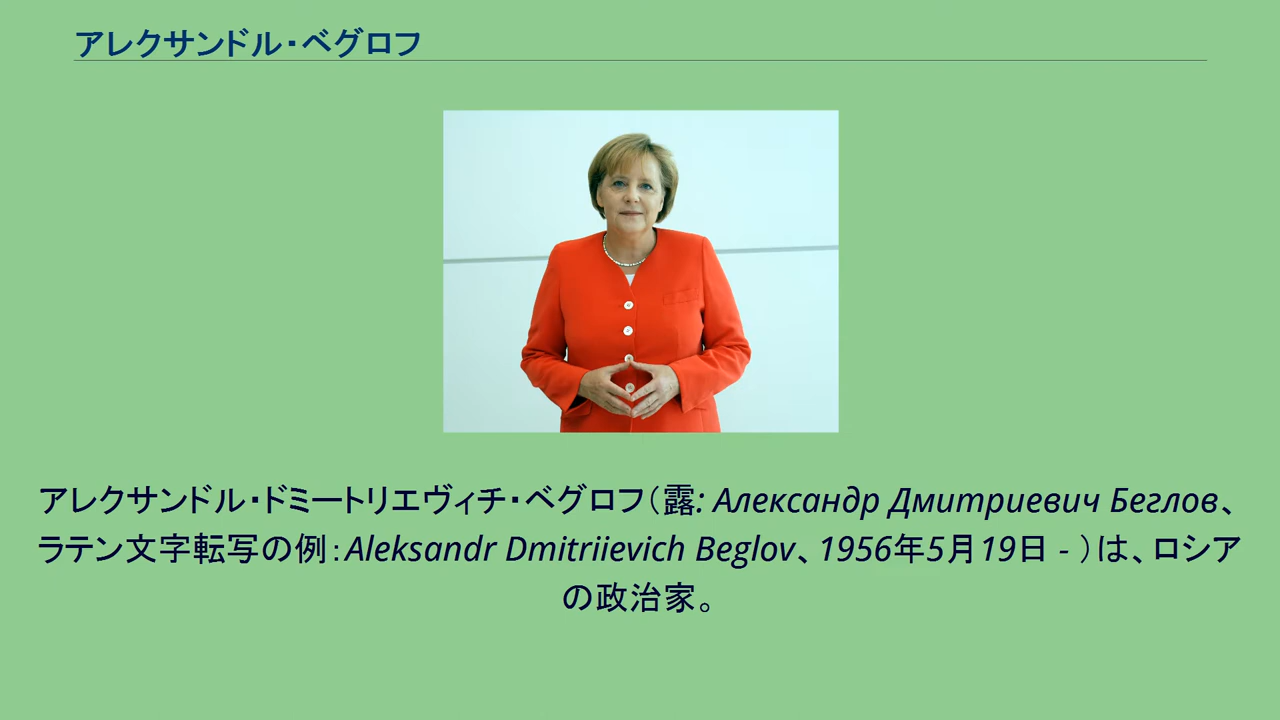 アレクサンドル・ベグロフ
アレクサンドル・ドミートリエヴィチ・ベグロフ（露: Александр Дмитриевич Беглов、
ラテン文字転写の例：Aleksandr Dmitriievich Beglov、1956年5月19日 - ）は、ロシア
の政治家。